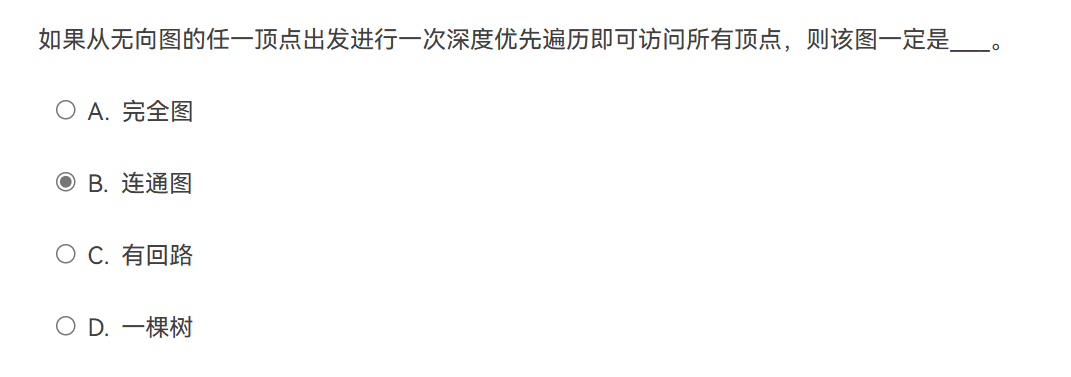 如果从无向图的任一顶点出发进行一次深度优先遍历即可访问所有顶点，则该图一定是____。
A. 完全图
B. 连通图
C. 有回路
D. 一棵树